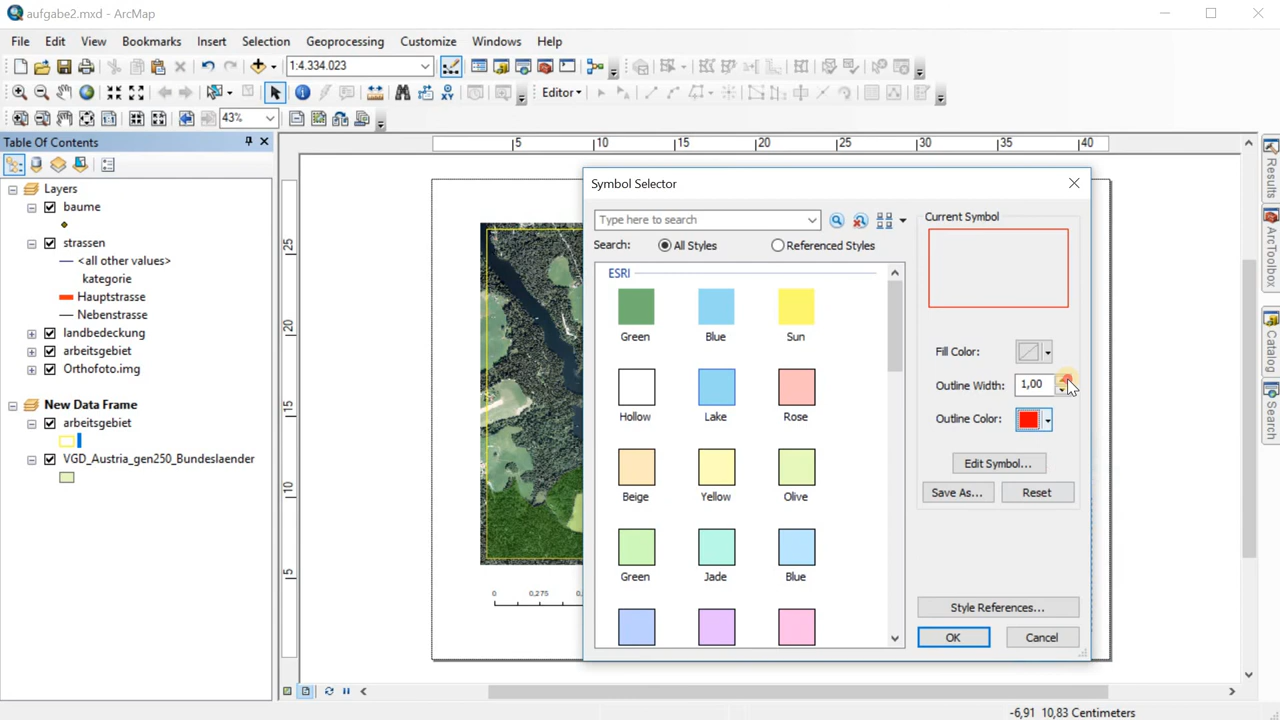 aufgabe2.mxd - ArcMap
File Edit View Bookmarks Insert Selection Geoprocessing Customize Windows Help
1:4.334.023
Editor
43%
Table Of Contents
Layers
baume
strassen
<all other values>
kategorie
Hauptstrasse
Nebenstrasse
landbedeckung
arbeitsgebiet
Orthofoto.img
New Data Frame
arbeitsgebiet
VGD_Austria_gen250_Bundeslaender
5 10 15 20 25 30 35 40
25
20
15
10
5
0 0,275
Symbol Selector
Type here to search
Search: All Styles Referenced Styles
ESRI
Green Blue Sun
Hollow Lake Rose
Beige Yellow Olive
Green Jade Blue
Current Symbol
Fill Color:
Outline Width: 1,00
Outline Color:
Edit Symbol...
Save As... Reset
Style References...
OK Cancel
Results
ArcToolbox
Catalog
Search
-6,91 10,83 Centimeters